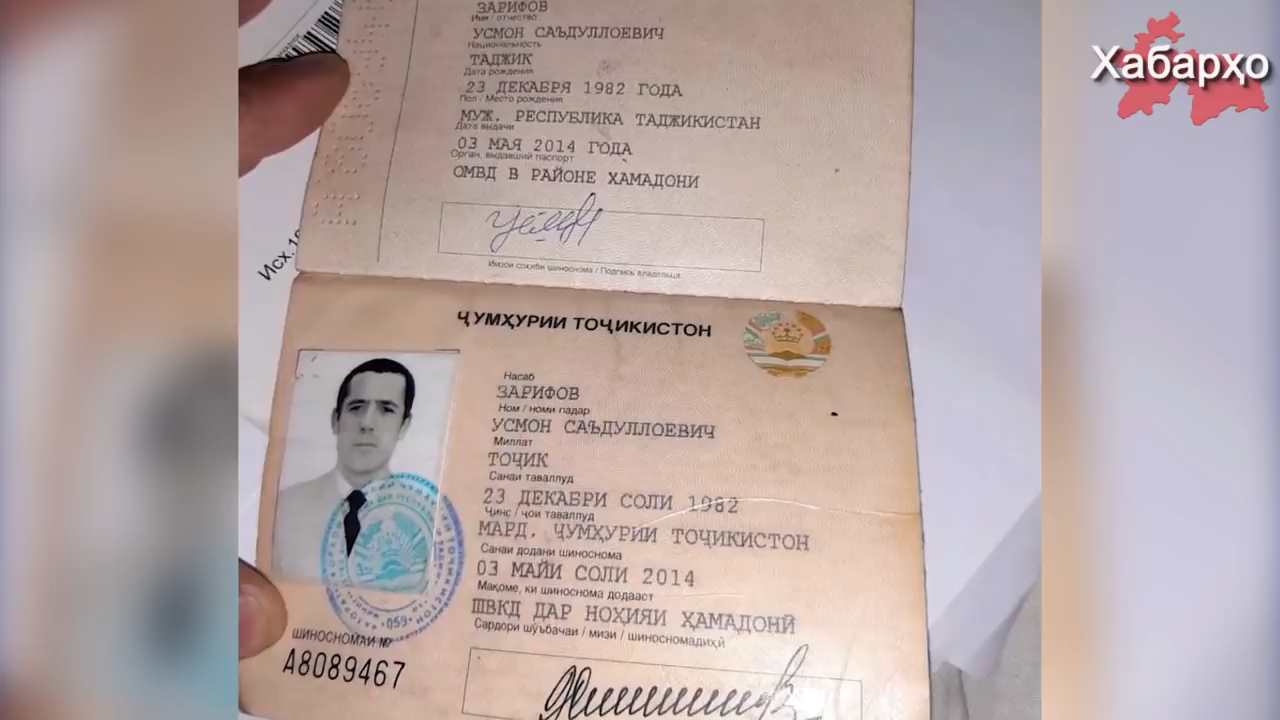 Хабарҳо
ЗАРИФОВ
Имя / отчество
УСМОН САЪДУЛЛОЕВИЧ
Национальность
ТАДЖИК
Дата рождения
23 ДЕКАБРЯ 1982 ГОДА
Пол / Место рождения
МУЖ. РЕСПУБЛИКА ТАДЖИКИСТАН
Дата выдачи
03 МАЯ 2014 ГОДА
Орган, выдавший паспорт
ОМВД В РАЙОНЕ ХАМАДОНИ
Имзои соҳиби шиноснома / Подпись владельца
Исх.
ҶУМҲУРИИ ТОҶИКИСТОН
Насаб
ЗАРИФОВ
Ном / номи падар
УСМОН САЪДУЛЛОЕВИЧ
Миллат
ТОҶИК
Санаи таваллуд
23 ДЕКАБРИ СОЛИ 1982
Ҷинс / ҷои таваллуд
МАРД. ҶУМҲУРИИ ТОҶИКИСТОН
Санаи додани шиноснома
03 МАЙИ СОЛИ 2014
Мақоме, ки шиноснома додааст
ШВКД ДАР НОҲИЯИ ҲАМАДОНӢ
Сардори шӯъбачаи / мизи / шиносномадиҳӣ
059
ШИНОСНОМАИ №
А8089467